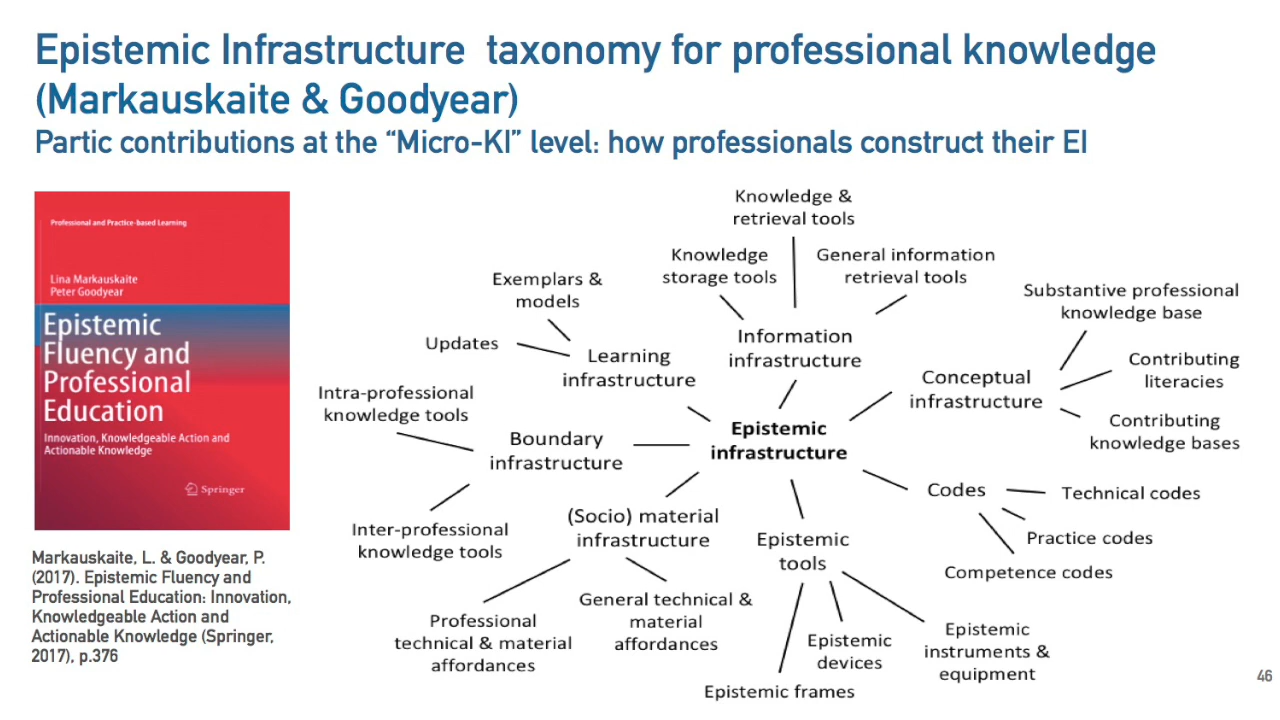 Epistemic Infrastructure taxonomy for professional knowledge
(Markauskaite & Goodyear)
Partic contributions at the “Micro-KI” level: how professionals construct their EI
Professional and Practice-based Learning
Lina Markauskaite
Peter Goodyear
Epistemic
Fluency and
Professional
Education
Innovation, Knowledgeable Action and
Actionable Knowledge
Springer
Markauskaite, L. & Goodyear, P.
(2017). Epistemic Fluency and
Professional Education: Innovation,
Knowledgeable Action and
Actionable Knowledge (Springer,
2017), p.376
Knowledge &
retrieval tools
Knowledge
storage tools
General information
retrieval tools
Information
infrastructure
Exemplars &
models
Updates
Learning
infrastructure
Substantive professional
knowledge base
Contributing
literacies
Contributing
knowledge bases
Conceptual
infrastructure
Intra-professional
knowledge tools
Boundary
infrastructure
Inter-professional
knowledge tools
Epistemic
infrastructure
Codes
Technical codes
Practice codes
Competence codes
(Socio) material
infrastructure
Professional
technical & material
affordances
General technical &
material
affordances
Epistemic
tools
Epistemic frames
Epistemic
devices
Epistemic
instruments &
equipment
46